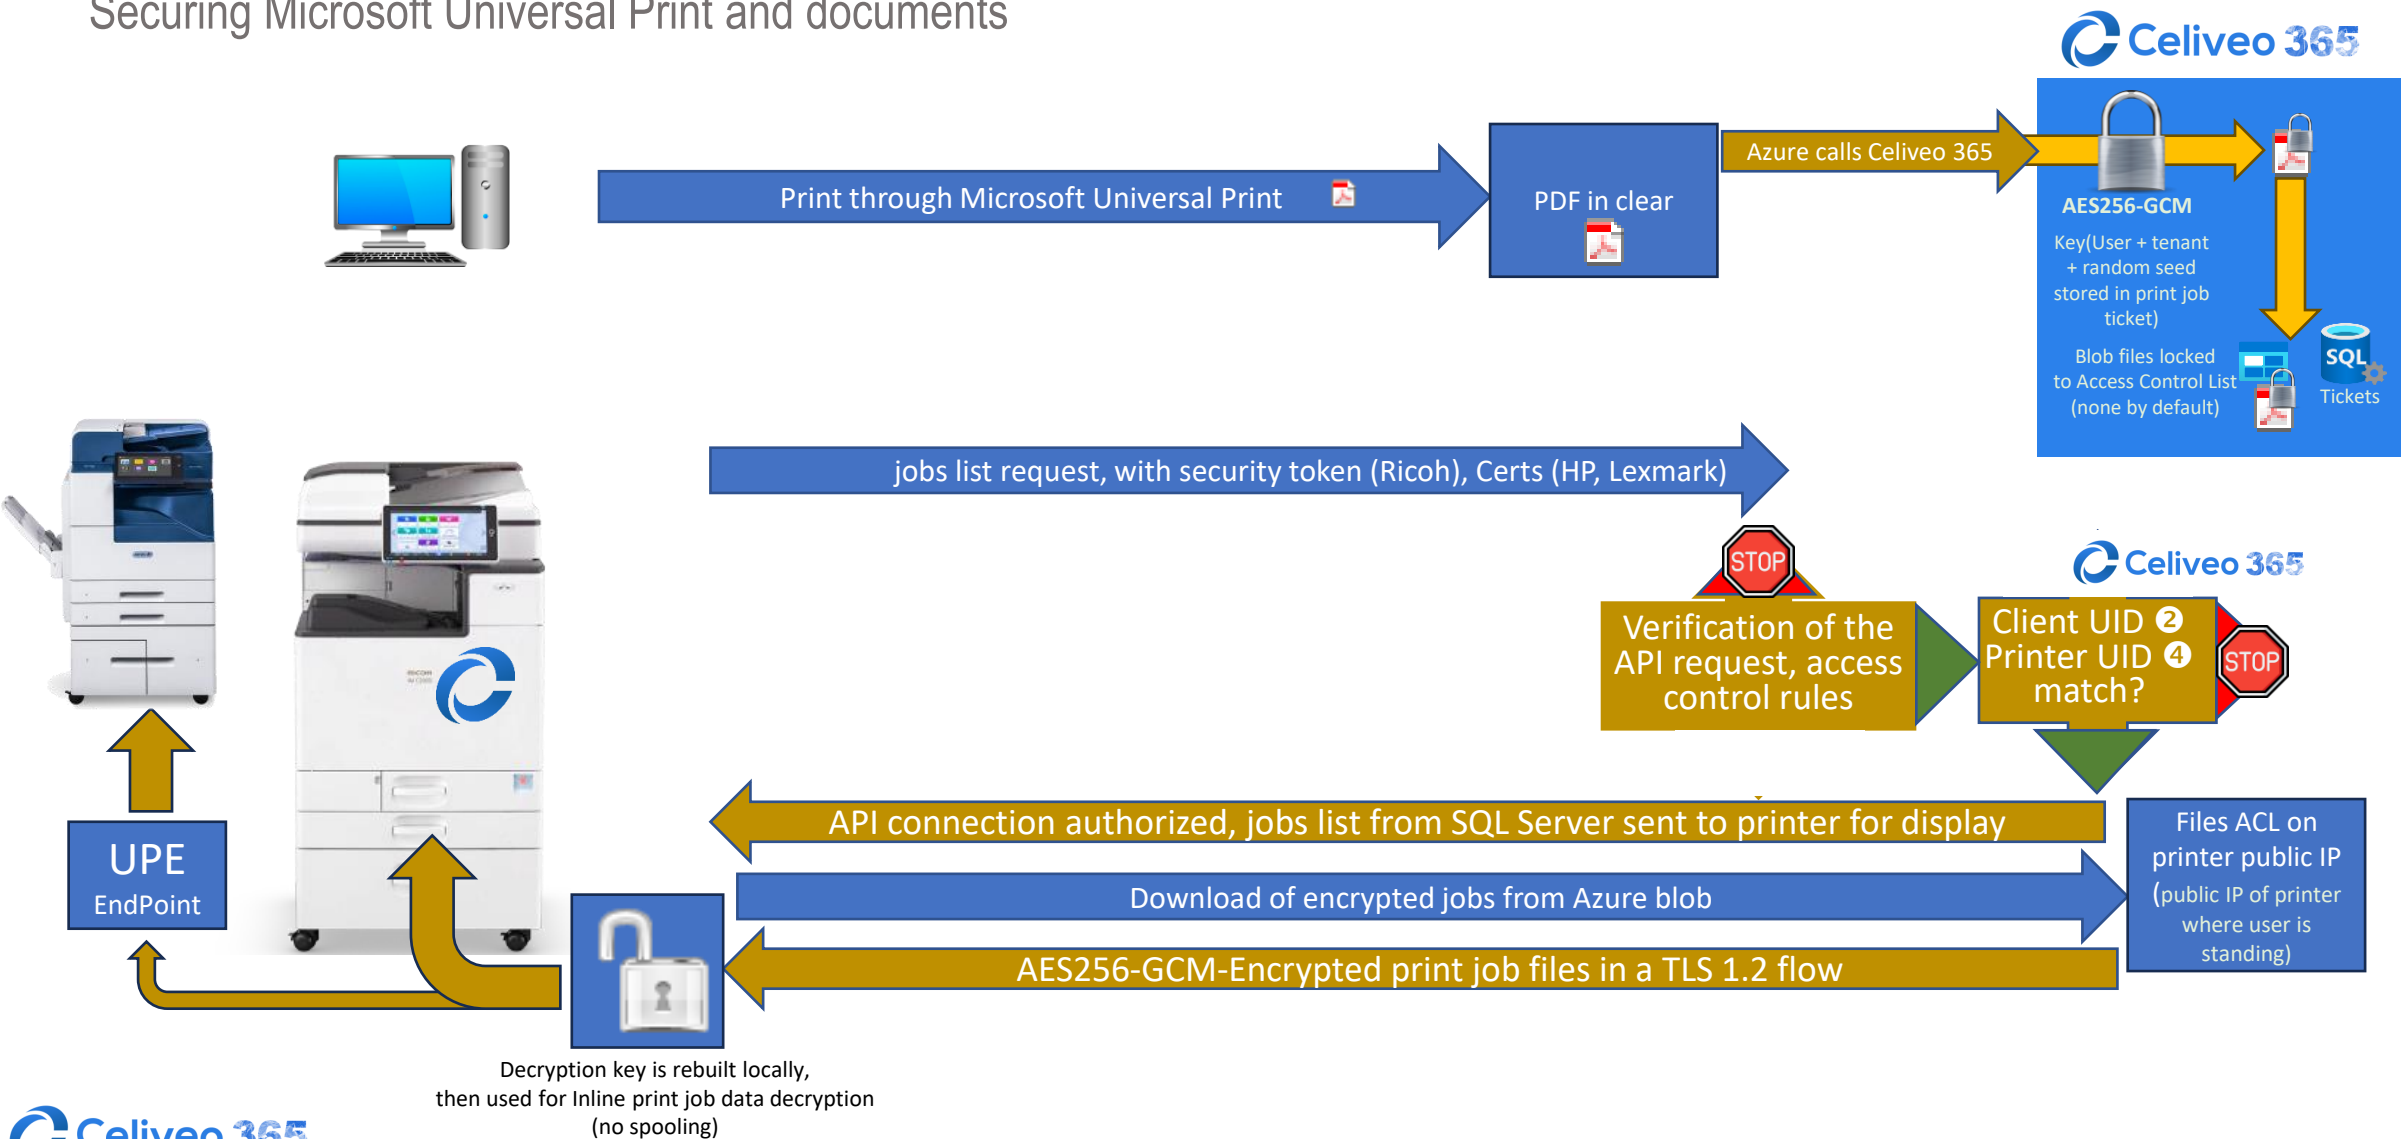 Securing Microsoft Universal Print and documents
Celiveo 365
Print through Microsoft Universal Print
PDF in clear
Azure calls Celiveo 365
AES256-GCM
Key(User + tenant
+ random seed
stored in print job
ticket)
Blob files locked
to Access Control List
(none by default)
SQL
Tickets
jobs list request, with security token (Ricoh), Certs (HP, Lexmark)
STOP
Verification of the
API request, access
control rules
Celiveo 365
Client UID ❷
Printer UID ❹
match?
STOP
API connection authorized, jobs list from SQL Server sent to printer for display
Files ACL on
printer public IP
(public IP of printer
where user is
standing)
Download of encrypted jobs from Azure blob
AES256-GCM-Encrypted print job files in a TLS 1.2 flow
UPE
EndPoint
Decryption key is rebuilt locally,
then used for Inline print job data decryption
(no spooling)
Celiveo 365